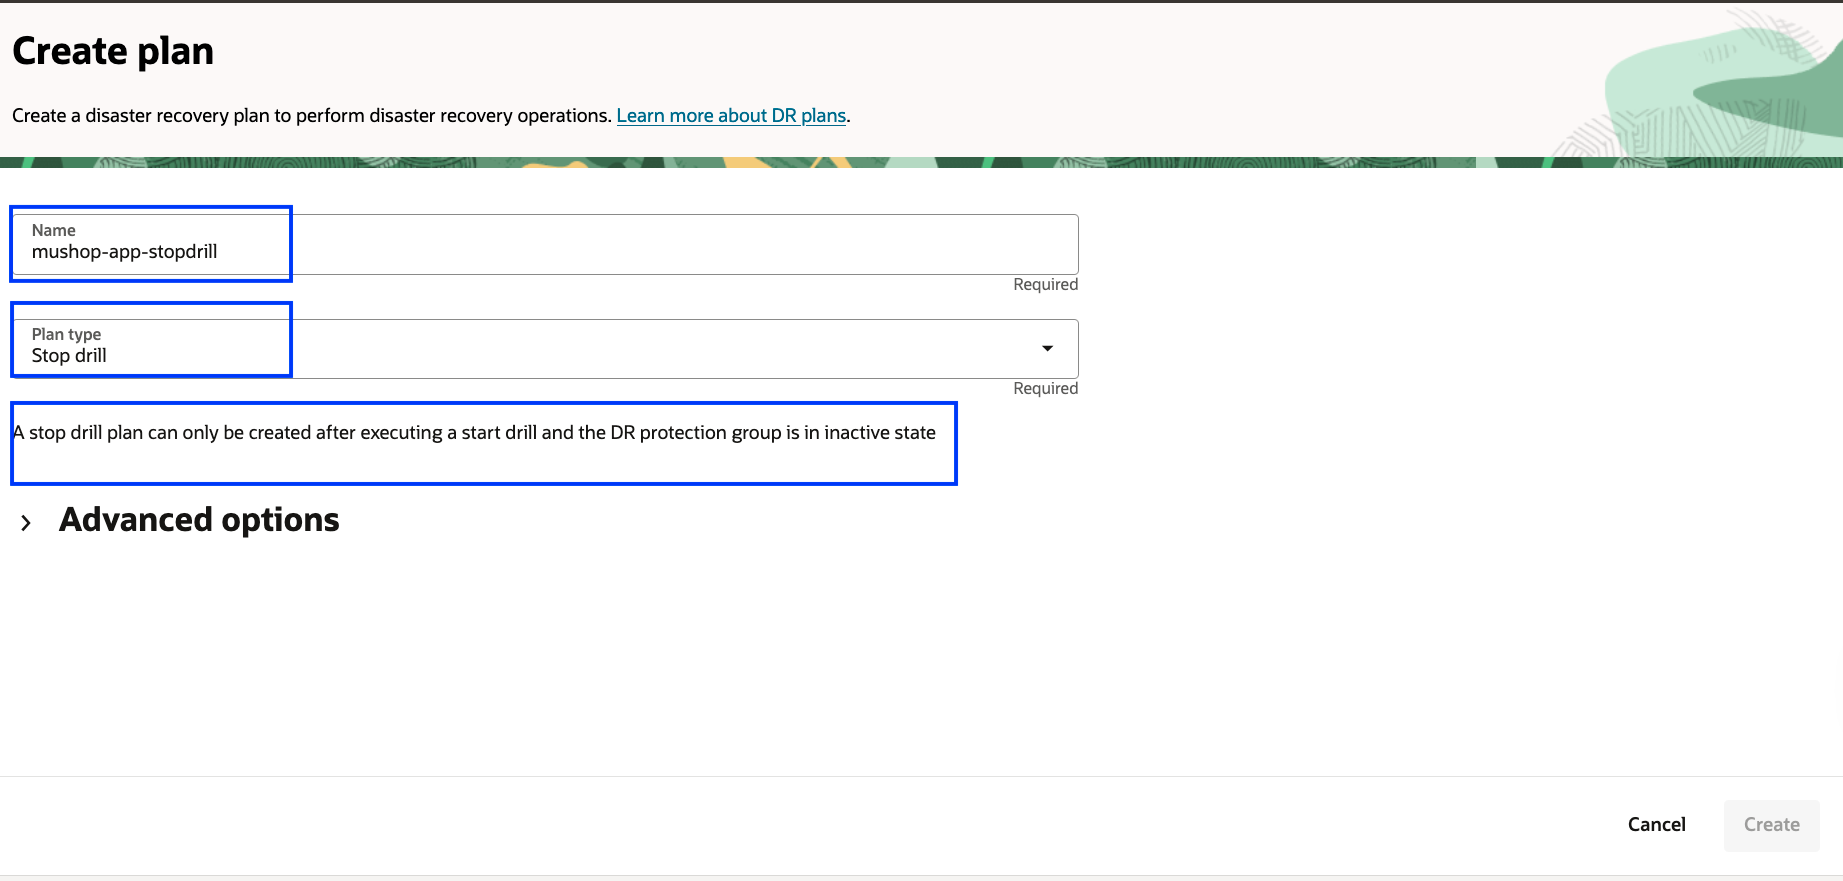 Create plan
Create a disaster recovery plan to perform disaster recovery operations. Learn more about DR plans.
Name
mushop-app-stopdrill
Required
Plan type
Stop drill
Required
A stop drill plan can only be created after executing a start drill and the DR protection group is in inactive state
Advanced options
Cancel
Create